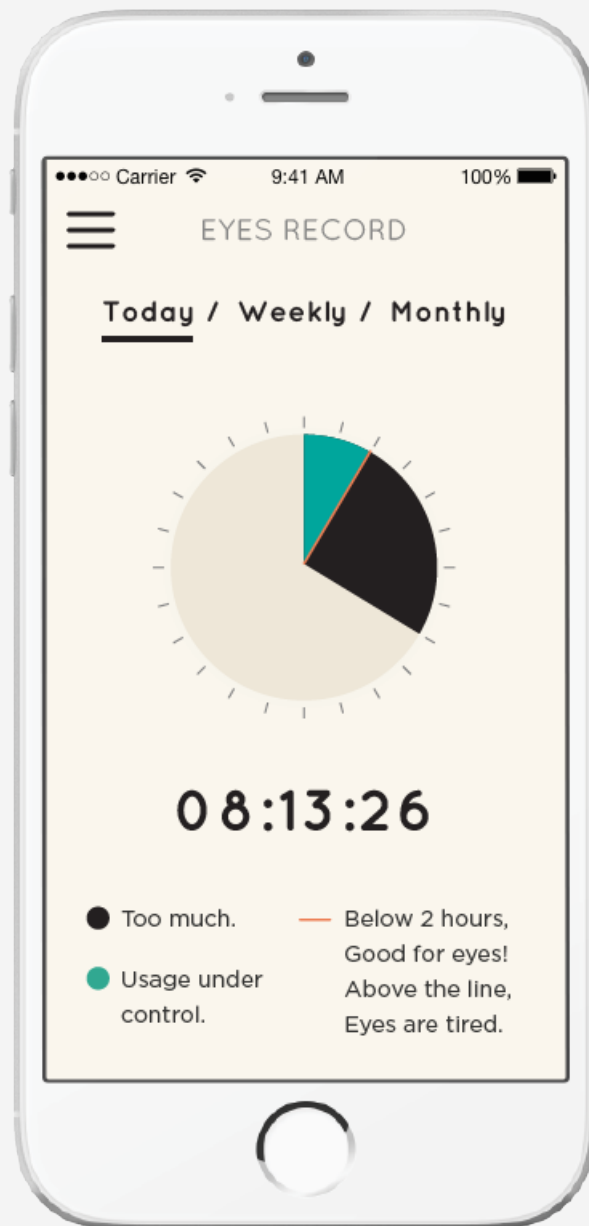 Carrier 9:41 AM 100%
EYES RECORD
Today / Weekly / Monthly
08:13:26
Too much.
Usage under
control.
Below 2 hours,
Good for eyes!
Above the line,
Eyes are tired.